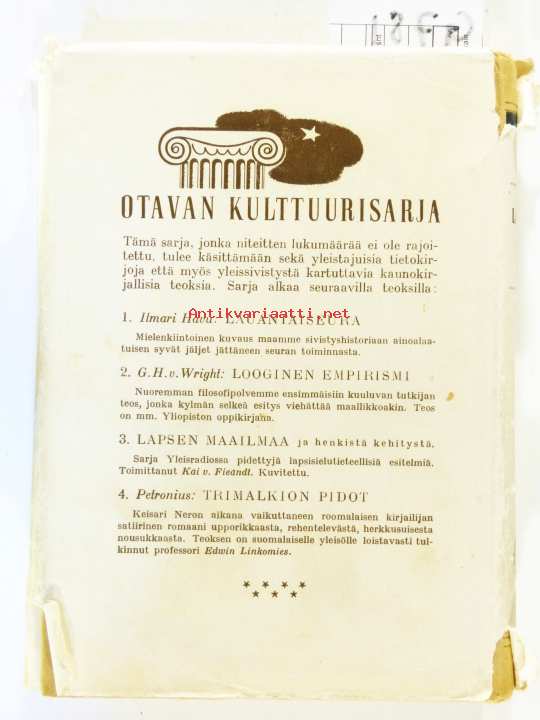 OTAVAN KULTTUURISARJA
Tämä sarja, jonka niteitten lukumäärää ei ole rajoi-
tettu, tulee käsittämään sekä yleistajuisia tietokir-
joja että myös yleissivistystä kartuttavia kaunokir-
jallisia teoksia. Sarja alkaa seuraavilla teoksilla:
Antikvariaatti.net
1. Ilmari Havu: LAUANTAISEURA
Mielenkiintoinen kuvaus maamme sivistyshistoriaan ainoalaa-
tuisen syvät jäljet jättäneen seuran toiminnasta.
2. G. H. v. Wright: LOOGINEN EMPIRISMI
Nuoremman filosofipolvemme ensimmäisiin kuuluvan tutkijan
teos, jonka kylmän selkeä esitys viehättää maallikkoakin. Teos
on mm. Yliopiston oppikirjana.
3. LAPSEN MAAILMAA ja henkistä kehitystä.
Sarja Yleisradiossa pidettyjä lapsisielutieteellisiä esitelmiä.
Toimittanut Kai v. Fieandt. Kuvitettu.
4. Petronius: TRIMALKION PIDOT
Keisari Neron aikana vaikuttaneen roomalaisen kirjailijan
satiirinen romaani upporikkaasta, rehentelevästä, herkkusuisesta
nousukkaasta. Teoksen on suomalaiselle yleisölle loistavasti tul-
kinnut professori Edwin Linkomies.